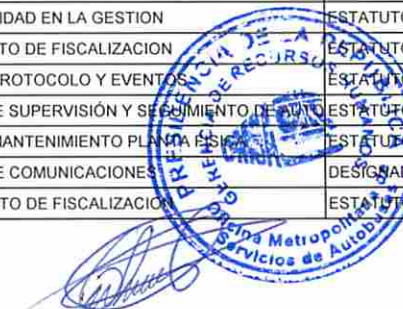 IDAD EN LA GESTION ESTATUTO
TO DE FISCALIZACION ESTATUTO
ROTOCOLO Y EVENTOS ESTATUTO
E SUPERVISIÓN Y SEGUIMIENTO DE AUTO ESTATUTO
MANTENIMIENTO PLANTA FISICA ESTATUTO
E COMUNICACIONES DESIGNAD
TO DE FISCALIZACION ESTATUTO
PRESIDENCIA DE LA REPUBLICA
GERENCIA DE RECURSOS HUMANOS
Oficina Metropolitana de
Servicios de Autobuses